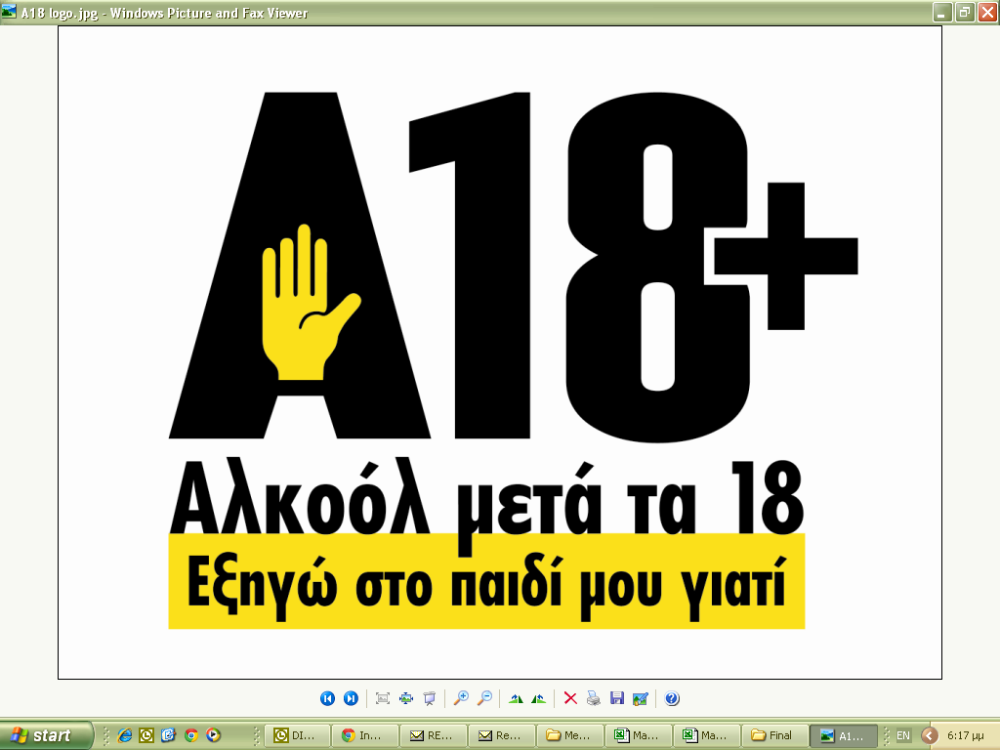 A18 logo.jpg - Windows Picture and Fax Viewer
A18+
Αλκοόλ μετά τα 18
Εξηγώ στο παιδί μου γιατί
start
DI...
In...
RE...
Re...
Me...
Ma...
Ma...
Final
A1...
EN
6:17 μμ